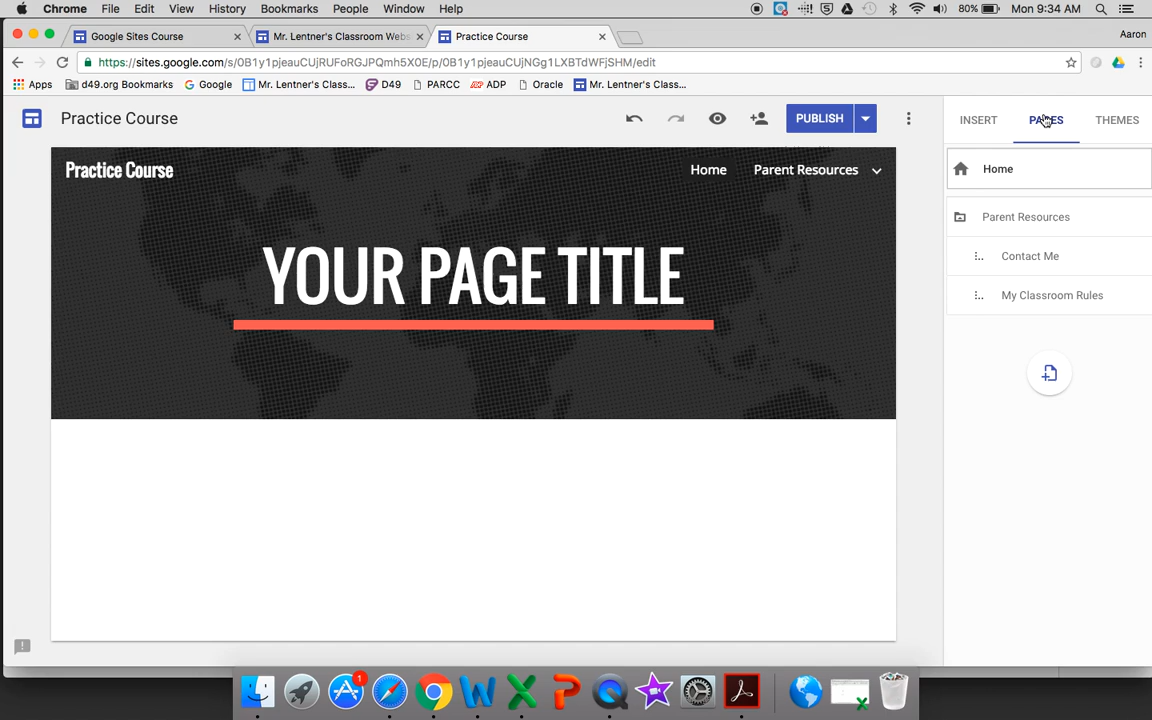 Chrome File Edit View History Bookmarks People Window Help 80% Mon 9:34 AM
Google Sites Course Mr. Lentner's Classroom Webs Practice Course Aaron
https://sites.google.com/s/0B1y1pjeauCUjRUFoRGJPQmh5X0E/p/0B1y1pjeauCUjNGg1LXBTdWFjSHM/edit
Apps d49.org Bookmarks Google Mr. Lentner's Class... D49 PARCC ADP Oracle Mr. Lentner's Class...
Practice Course PUBLISH INSERT PAGES THEMES
Practice Course Home Parent Resources
YOUR PAGE TITLE
Home
Parent Resources
Contact Me
My Classroom Rules
1